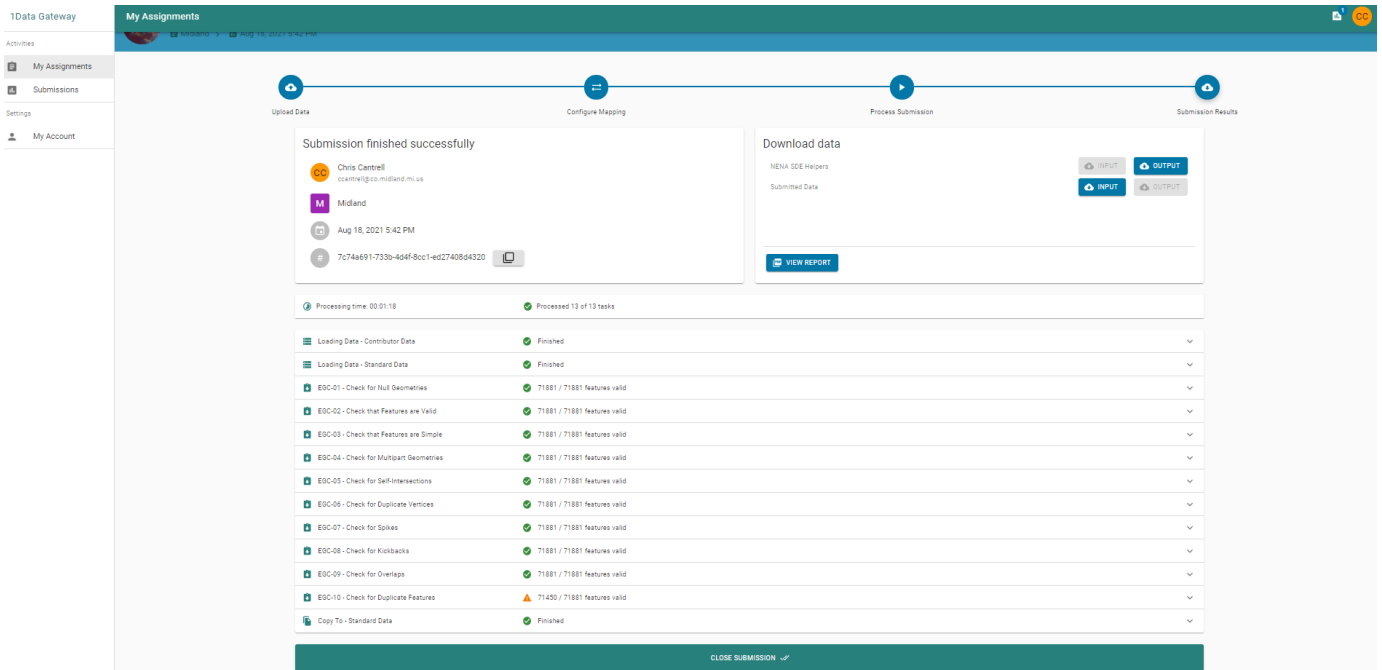 1Data Gateway
My Assignments
1
CC
Midland > Aug 18, 2021 5:42 PM
Activities
My Assignments
Submissions
Settings
My Account
Upload Data
Configure Mapping
Process Submission
Submission Results
Submission finished successfully
CC
Chris Cantrell
ccantrell@co.midland.mi.us
M
Midland
Aug 18, 2021 5:42 PM
#
7c74a691-733b-4d4f-8cc1-ed27408d4320
Download data
NENA SDE Helpers
INPUT
OUTPUT
Submitted Data
INPUT
OUTPUT
VIEW REPORT
Processing time: 00:01:18
Processed 13 of 13 tasks
Loading Data - Contributor Data
Finished
Loading Data - Standard Data
Finished
EGC-01 - Check for Null Geometries
71881 / 71881 features valid
EGC-02 - Check that Features are Valid
71881 / 71881 features valid
EGC-03 - Check that Features are Simple
71881 / 71881 features valid
EGC-04 - Check for Multipart Geometries
71881 / 71881 features valid
EGC-05 - Check for Self-Intersections
71881 / 71881 features valid
EGC-06 - Check for Duplicate Vertices
71881 / 71881 features valid
EGC-07 - Check for Spikes
71881 / 71881 features valid
EGC-08 - Check for Kickbacks
71881 / 71881 features valid
EGC-09 - Check for Overlaps
71881 / 71881 features valid
EGC-10 - Check for Duplicate Features
71450 / 71881 features valid
Copy To - Standard Data
Finished
CLOSE SUBMISSION